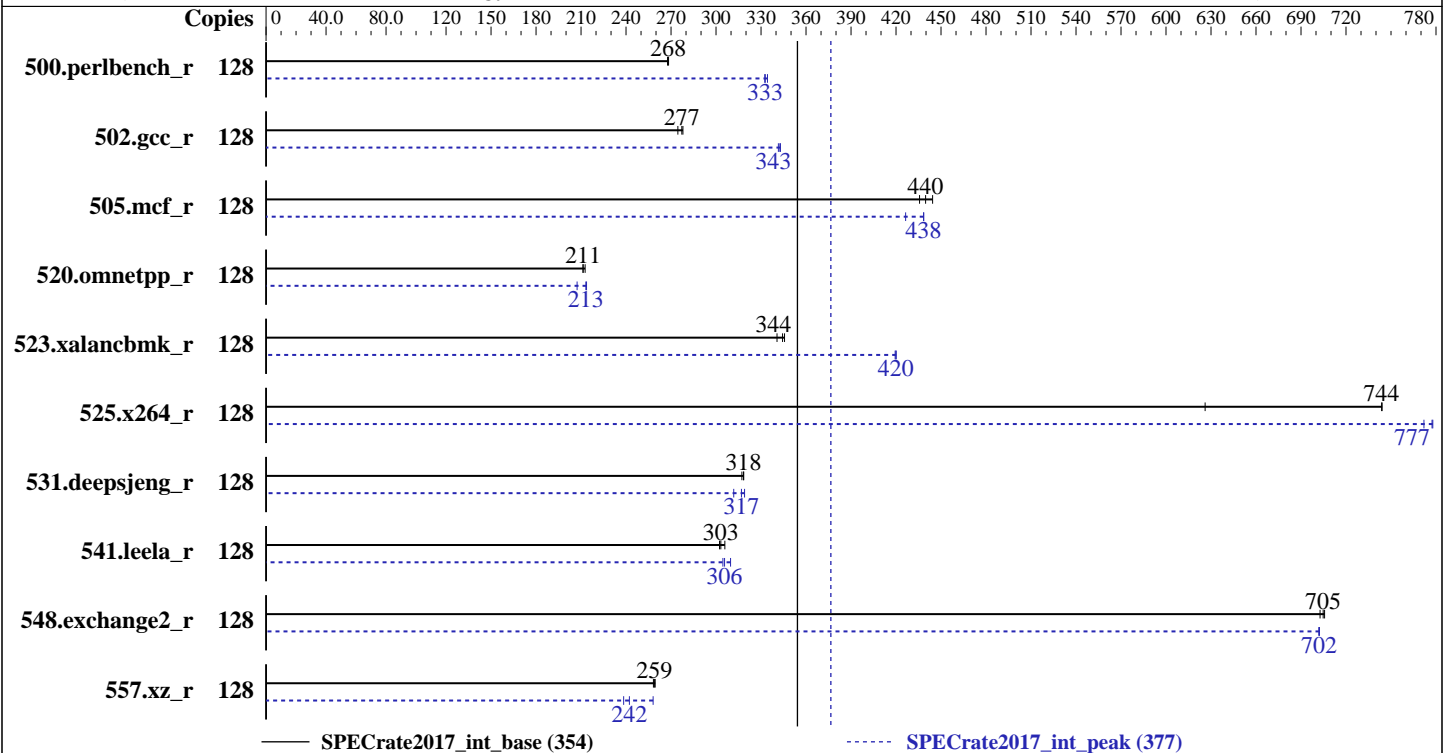 Copies 0 40.0 80.0 120 150 180 210 240 270 300 330 360 390 420 450 480 510 540 570 600 630 660 690 720 780
268
500.perlbench_r 128
333
277
502.gcc_r 128
343
440
505.mcf_r 128
438
211
520.omnetpp_r 128
213
344
523.xalancbmk_r 128
420
744
525.x264_r 128
777
318
531.deepsjeng_r 128
317
303
541.leela_r 128
306
705
548.exchange2_r 128
702
259
557.xz_r 128
242
SPECrate2017_int_base (354) SPECrate2017_int_peak (377)